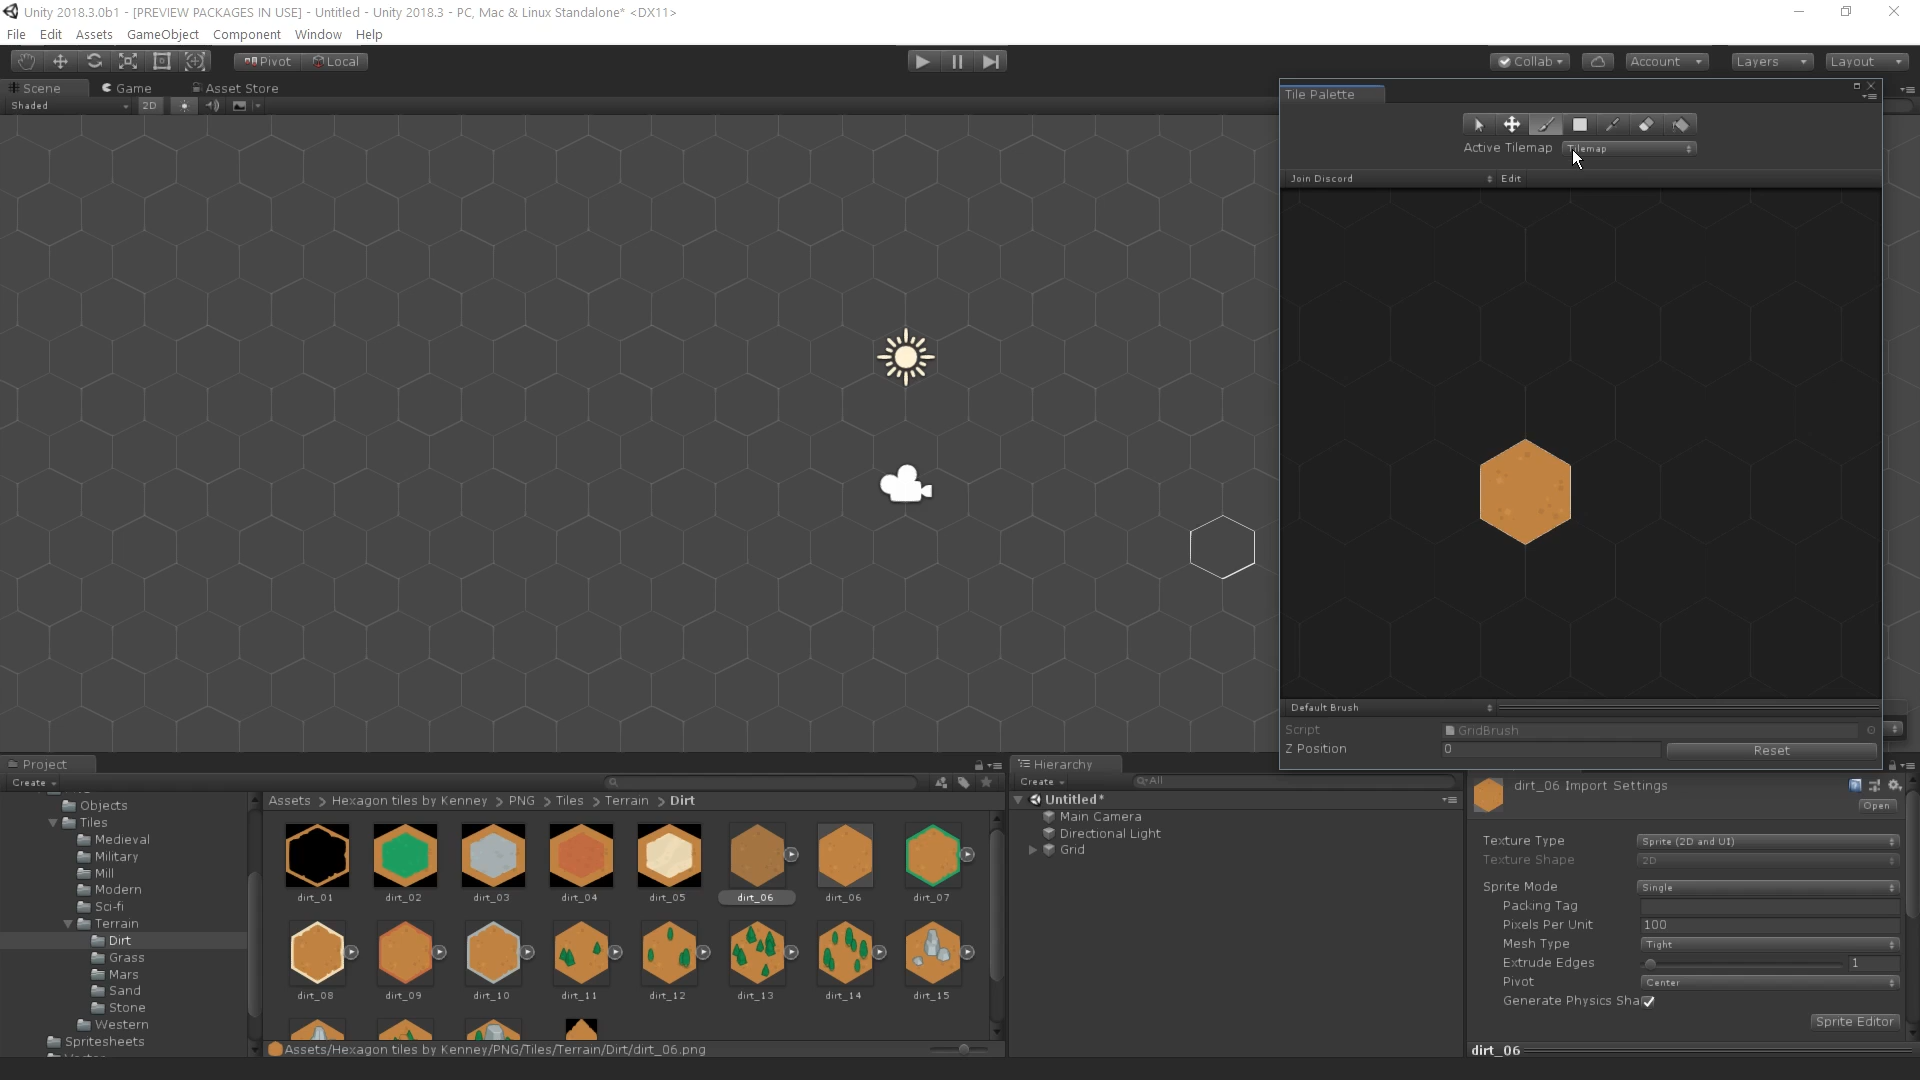 Unity 2018.3.0b1 - [PREVIEW PACKAGES IN USE] - Untitled - Unity 2018.3 - PC, Mac & Linux Standalone* <DX11>
File Edit Assets GameObject Component Window Help
Pivot Local Collab Account Layers Layout
Scene Game Asset Store
Shaded 2D
Tile Palette
Active Tilemap Tilemap
Join Discord Edit
Default Brush
Script GridBrush
Z Position 0 Reset
Project
Create
Objects
Tiles
Medieval
Military
Mill
Modern
Sci-fi
Terrain
Dirt
Grass
Mars
Sand
Stone
Western
Spritesheets
Assets > Hexagon tiles by Kenney > PNG > Tiles > Terrain > Dirt
dirt_01 dirt_02 dirt_03 dirt_04 dirt_05 dirt_06 dirt_06 dirt_07
dirt_08 dirt_09 dirt_10 dirt_11 dirt_12 dirt_13 dirt_14 dirt_15
Assets/Hexagon tiles by Kenney/PNG/Tiles/Terrain/Dirt/dirt_06.png
Hierarchy
Create All
Untitled*
Main Camera
Directional Light
Grid
dirt_06 Import Settings
Open
Texture Type Sprite (2D and UI)
Texture Shape 2D
Sprite Mode Single
Packing Tag
Pixels Per Unit 100
Mesh Type Tight
Extrude Edges 1
Pivot Center
Generate Physics Sha
Sprite Editor
dirt_06